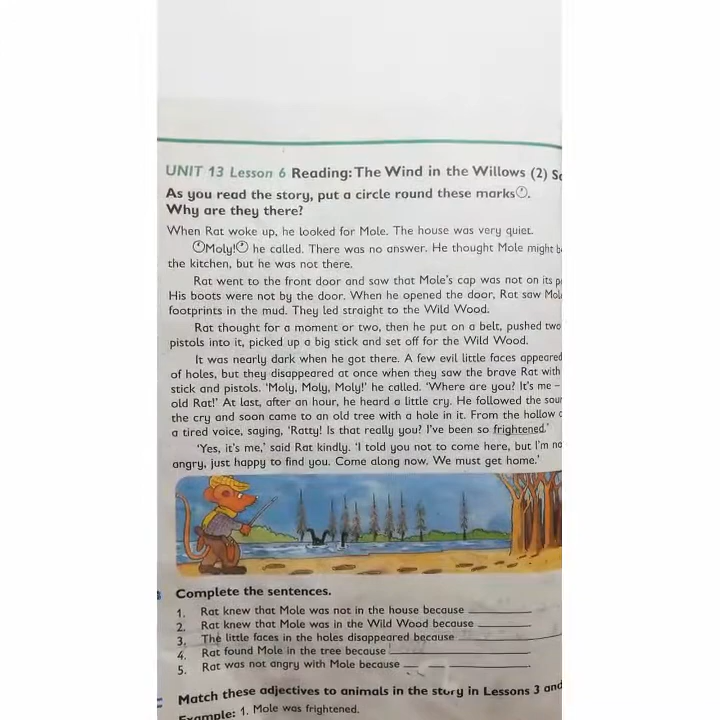 UNIT 13 Lesson 6 Reading: The Wind in the Willows (2)
As you read the story, put a circle round these marks '.
Why are they there?
When Rat woke up, he looked for Mole. The house was very quiet.
'Moly!' he called. There was no answer. He thought Mole might
the kitchen, but he was not there.
Rat went to the front door and saw that Mole's cap was not on its
His boots were not by the door. When he opened the door, Rat saw
footprints in the mud. They led straight to the Wild Wood.
Rat thought for a moment or two, then he put on a belt, pushed two
pistols into it, picked up a big stick and set off for the Wild Wood.
It was nearly dark when he got there. A few evil little faces appeared
of holes, but they disappeared at once when they saw the brave Rat with
stick and pistols. 'Moly, Moly, Moly!' he called. 'Where are you? It's me –
old Rat!' At last, after an hour, he heard a little cry. He followed the
the cry and soon came to an old tree with a hole in it. From the hollow
a tired voice, saying, 'Ratty! Is that really you? I've been so frightened.'
'Yes, it's me,' said Rat kindly. 'I told you not to come here, but I'm
angry, just happy to find you. Come along now. We must get home.'
Complete the sentences.
1. Rat knew that Mole was not in the house because ________
2. Rat knew that Mole was in the Wild Wood because ________
3. The little faces in the holes disappeared because ________
4. Rat found Mole in the tree because ________.
5. Rat was not angry with Mole because ________.
Match these adjectives to animals in the story in Lessons 3 and
Example: 1. Mole was frightened.